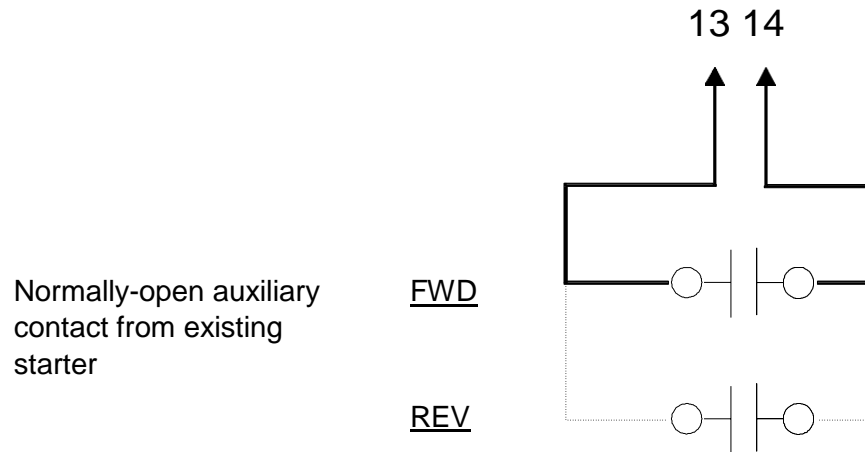 13 14
Normally-open auxiliary
contact from existing
starter
FWD
REV